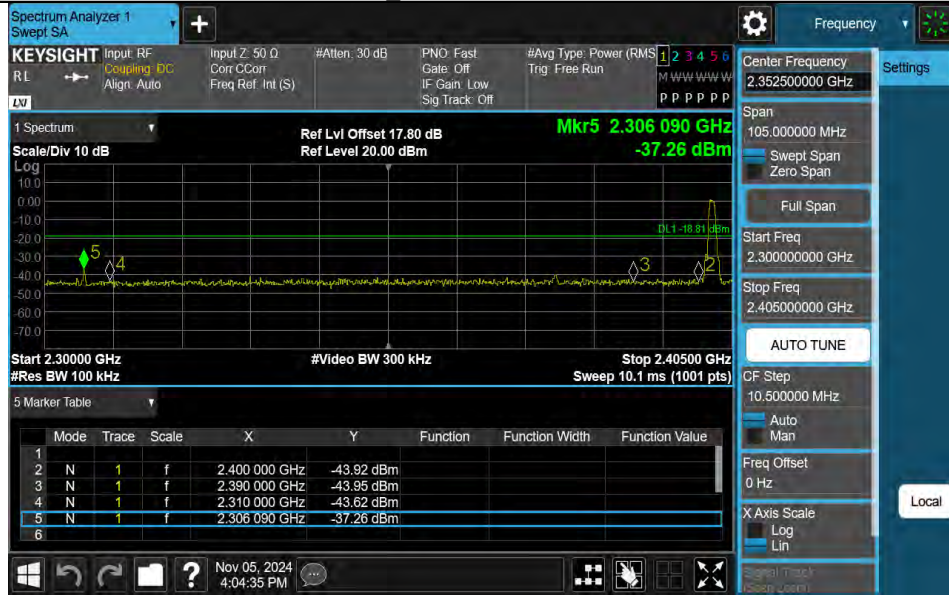 Spectrum Analyzer 1
Swept SA
+
Frequency
KEYSIGHT
RL
LXI
Input: RF
Coupling: DC
Align: Auto
Input Z: 50 Ω
Corr CCorr
Freq Ref: Int (S)
#Atten: 30 dB
PNO: Fast
Gate: Off
IF Gain: Low
Sig Track: Off
#Avg Type: Power (RMS
Trig: Free Run
1 2 3 4 5 6
M W W W W W
P P P P P P
1 Spectrum
Scale/Div 10 dB
Ref Lvl Offset 17.80 dB
Ref Level 20.00 dBm
Mkr5 2.306 090 GHz
-37.26 dBm
Log
10.0
0.00
-10.0
-20.0
-30.0
-40.0
-50.0
-60.0
-70.0
DL1 -18.81 dBm
5
4
3
2
Start 2.30000 GHz
#Video BW 300 kHz
Stop 2.40500 GHz
#Res BW 100 kHz
Sweep 10.1 ms (1001 pts)
5 Marker Table
Mode Trace Scale X Y Function Function Width Function Value
1
2 N 1 f 2.400 000 GHz -43.92 dBm
3 N 1 f 2.390 000 GHz -43.95 dBm
4 N 1 f 2.310 000 GHz -43.62 dBm
5 N 1 f 2.306 090 GHz -37.26 dBm
6
?
Nov 05, 2024
4:04:35 PM
Center Frequency
2.352500000 GHz
Span
105.000000 MHz
Swept Span
Zero Span
Full Span
Start Freq
2.300000000 GHz
Stop Freq
2.405000000 GHz
AUTO TUNE
CF Step
10.500000 MHz
Auto
Man
Freq Offset
0 Hz
X Axis Scale
Log
Lin
Signal Track
(Span Zoom)
Settings
Local